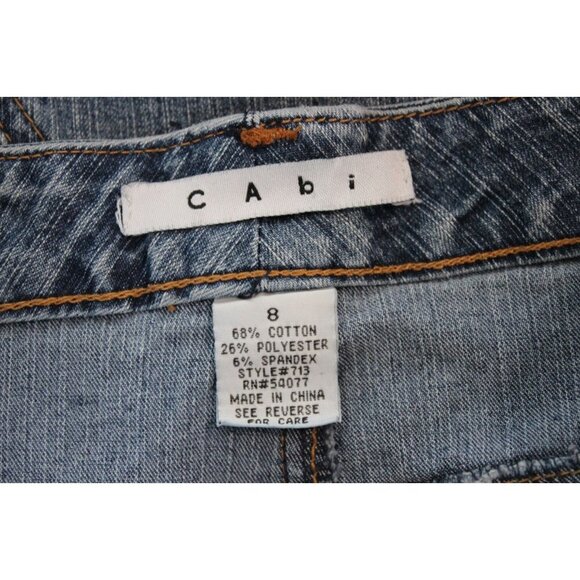 CAbi
8
68% COTTON
26% POLYESTER
6% SPANDEX
STYLE#713
RN#54077
MADE IN CHINA
SEE REVERSE
FOR CARE